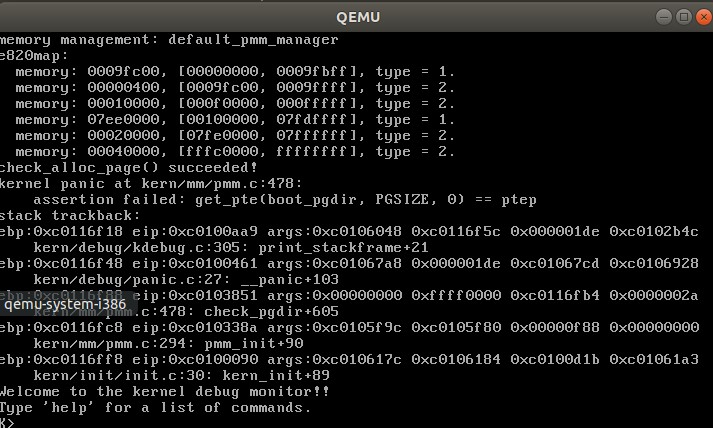 QEMU
memory management: default_pmm_manager
e820map:
memory: 0009fc00, [00000000, 0009fbff], type = 1.
memory: 00000400, [0009fc00, 0009ffff], type = 2.
memory: 00010000, [000f0000, 000fffff], type = 2.
memory: 07ee0000, [00100000, 07fdffff], type = 1.
memory: 00020000, [07fe0000, 07ffffff], type = 2.
memory: 00040000, [fffc0000, ffffffff], type = 2.
check_alloc_page() succeeded!
kernel panic at kern/mm/pmm.c:478:
assertion failed: get_pte(boot_pgdir, PGSIZE, 0) == ptep
stack trackback:
ebp:0xc0116f18 eip:0xc0100aa9 args:0xc0106048 0xc0116f5c 0x000001de 0xc0102b4c
kern/debug/kdebug.c:305: print_stackframe+21
ebp:0xc0116f48 eip:0xc0100461 args:0xc01067a8 0x000001de 0xc01067cd 0xc0106928
kern/debug/panic.c:27: __panic+103
eip:0xc0103851 args:0x00000000 0xffff0000 0xc0116fb4 0x0000002a
qemu-system-i386
kern/mm/pmm.c:478: check_pgdir+605
ebp:0xc0116fc8 eip:0xc010338a args:0xc0105f9c 0xc0105f80 0x00000f88 0x00000000
kern/mm/pmm.c:294: pmm_init+90
ebp:0xc0116ff8 eip:0xc0100090 args:0xc010617c 0xc0106184 0xc0100d1b 0xc01061a3
kern/init/init.c:30: kern_init+89
Welcome to the kernel debug monitor!!
Type 'help' for a list of commands.
K>